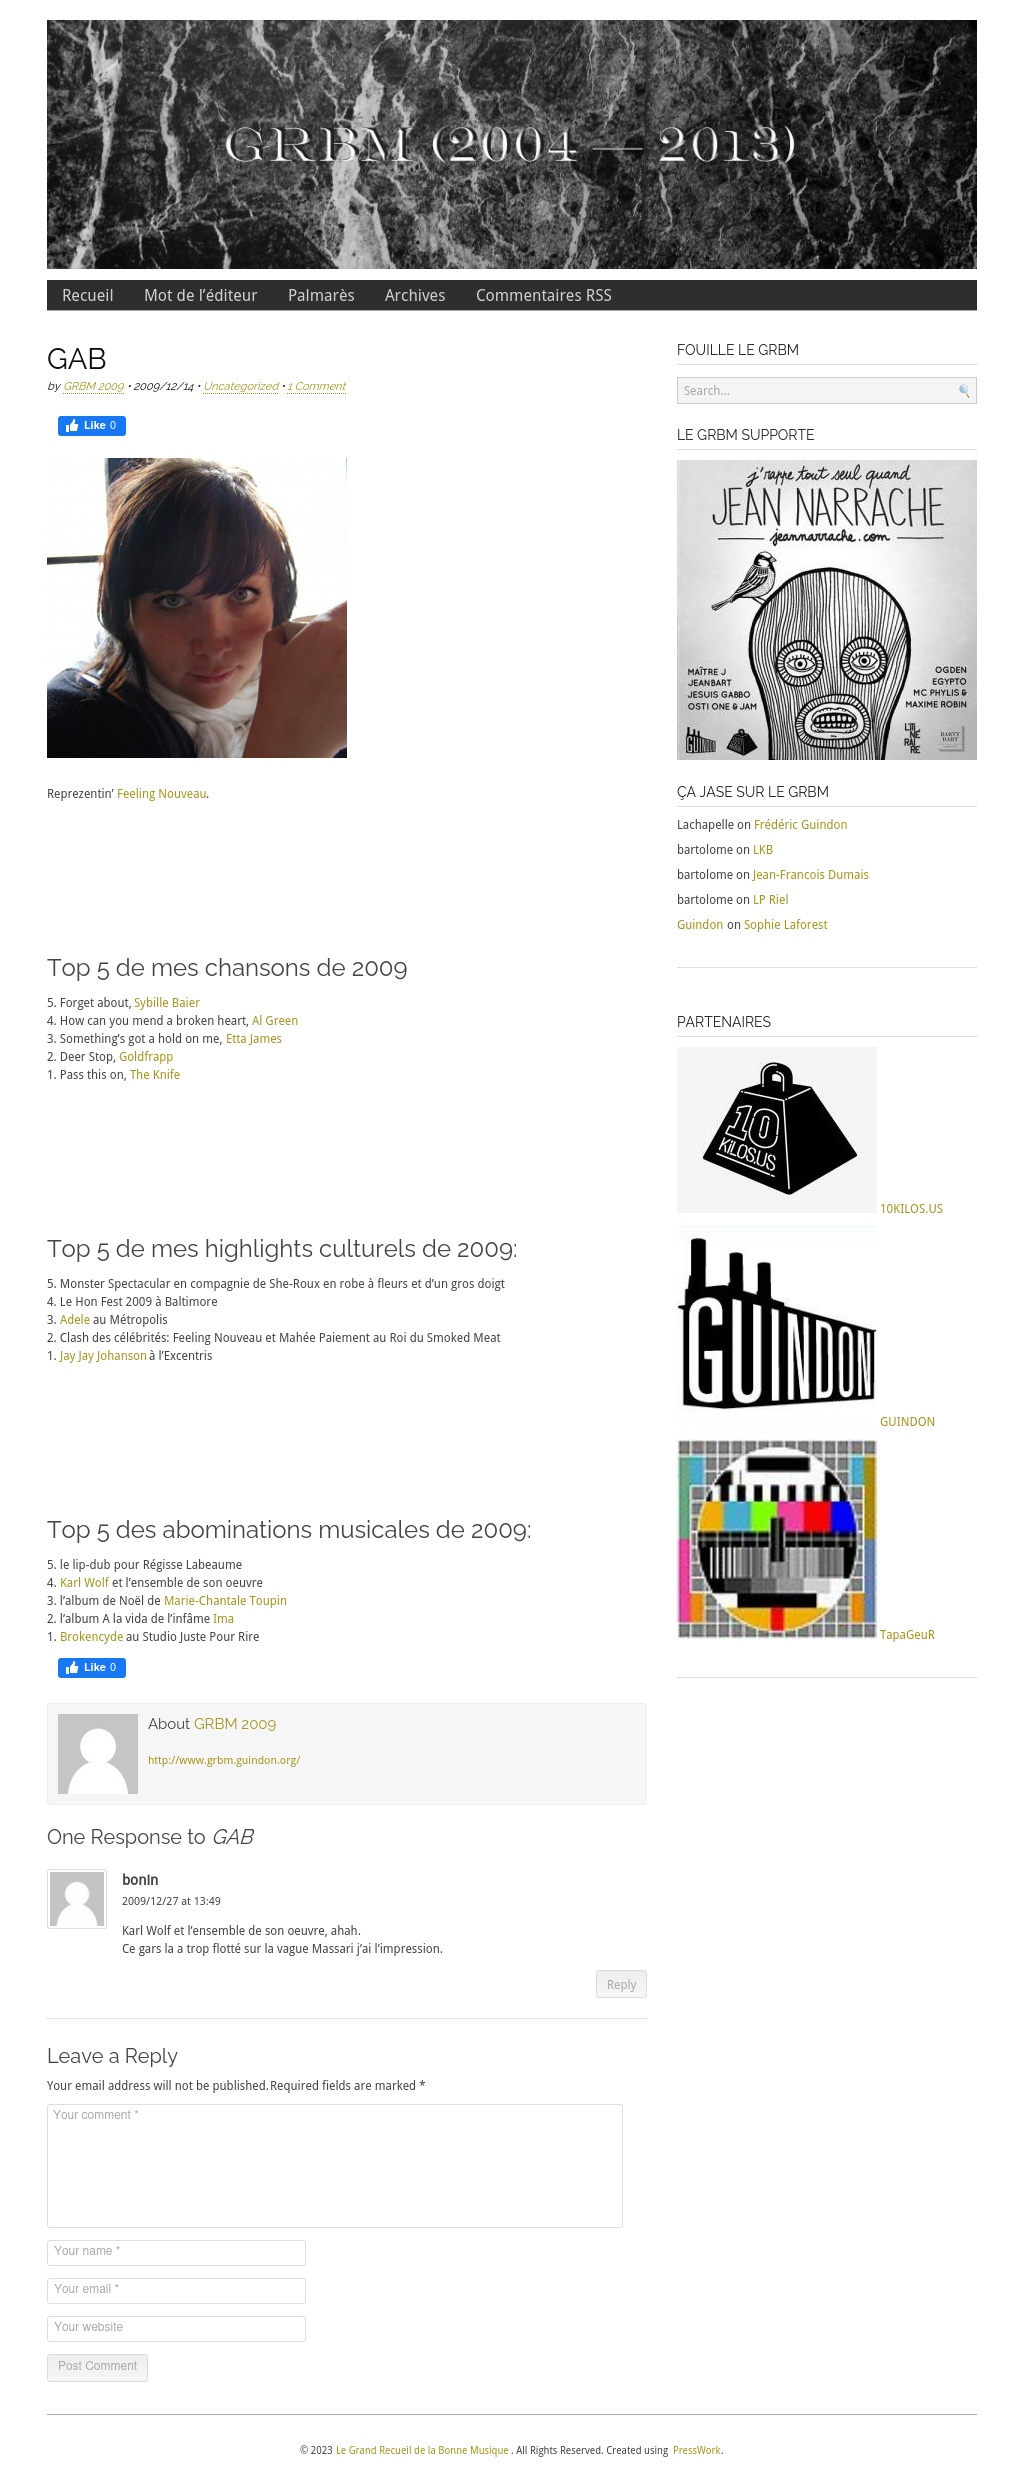 GRBM (2004 — 2013)
Recueil Mot de l’éditeur Palmarès Archives Commentaires RSS
GAB
by GRBM 2009 • 2009/12/14 • Uncategorized • 1 Comment
Like 0
Reprezentin’ Feeling Nouveau.
Top 5 de mes chansons de 2009
5. Forget about, Sybille Baier
4. How can you mend a broken heart, Al Green
3. Something’s got a hold on me, Etta James
2. Deer Stop, Goldfrapp
1. Pass this on, The Knife
Top 5 de mes highlights culturels de 2009:
5. Monster Spectacular en compagnie de She-Roux en robe à fleurs et d’un gros doigt
4. Le Hon Fest 2009 à Baltimore
3. Adele au Métropolis
2. Clash des célébrités: Feeling Nouveau et Mahée Paiement au Roi du Smoked Meat
1. Jay Jay Johanson à l’Excentris
Top 5 des abominations musicales de 2009:
5. le lip-dub pour Régisse Labeaume
4. Karl Wolf et l’ensemble de son oeuvre
3. l’album de Noël de Marie-Chantale Toupin
2. l’album A la vida de l’infâme Ima
1. Brokencyde au Studio Juste Pour Rire
Like 0
About GRBM 2009
http://www.grbm.guindon.org/
One Response to GAB
bonin
2009/12/27 at 13:49
Karl Wolf et l’ensemble de son oeuvre, ahah.
Ce gars la a trop flotté sur la vague Massari j’ai l’impression.
Reply
Leave a Reply
Your email address will not be published.Required fields are marked *
Your comment *
Your name *
Your email *
Your website
Post Comment
FOUILLE LE GRBM
Search...
LE GRBM SUPPORTE
j'rappe tout seul quand
JEAN NARRACHE
jeannarrache.com
MAÎTRE J
JEANBART
JESUIS GABBO
OSTI ONE & JAM
OGDEN
EGYPTO
MC PHYLIS &
MAXIME ROBIN
GUINDON
L'ITI
NÉ
RAI
RE
BARTY
HART
ÇA JASE SUR LE GRBM
Lachapelle on Frédéric Guindon
bartolome on LKB
bartolome on Jean-Francois Dumais
bartolome on LP Riel
Guindon on Sophie Laforest
PARTENAIRES
10
KILOS.US
10KILOS.US
GUINDON
GUINDON
TapaGeuR
© 2023 Le Grand Recueil de la Bonne Musique . All Rights Reserved. Created using PressWork.